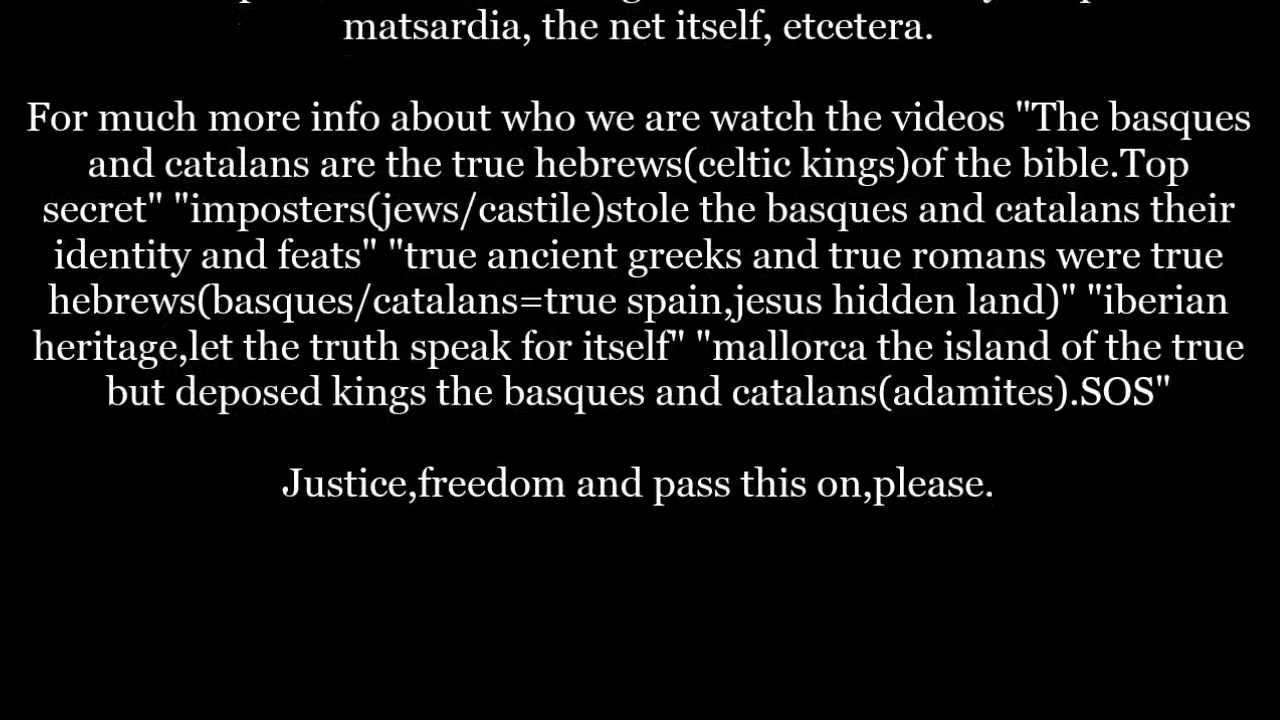 matsardia, the net itself, etcetera.
For much more info about who we are watch the videos "The basques
and catalans are the true hebrews(celtic kings)of the bible.Top
secret" "imposters(jews/castile)stole the basques and catalans their
identity and feats" "true ancient greeks and true romans were true
hebrews(basques/catalans=true spain,jesus hidden land)" "iberian
heritage,let the truth speak for itself" "mallorca the island of the true
but deposed kings the basques and catalans(adamites).SOS"
Justice,freedom and pass this on,please.